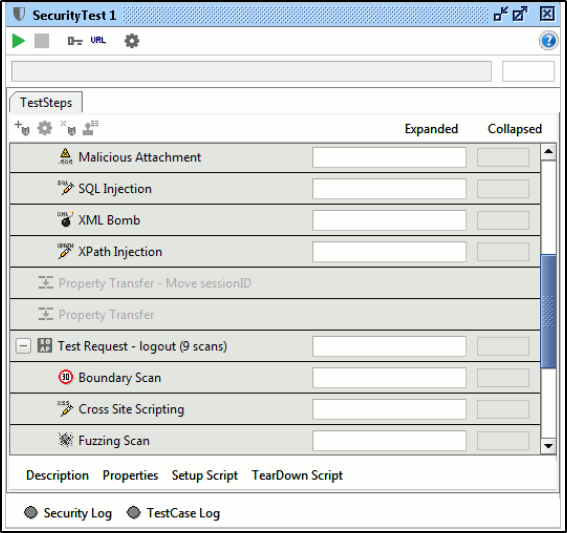 SecurityTest 1
URL
TestSteps
Expanded Collapsed
Malicious Attachment
SQL Injection
XML Bomb
XPath Injection
Property Transfer - Move sessionID
Property Transfer
Test Request - logout (9 scans)
Boundary Scan
Cross Site Scripting
Fuzzing Scan
Description Properties Setup Script TearDown Script
Security Log TestCase Log